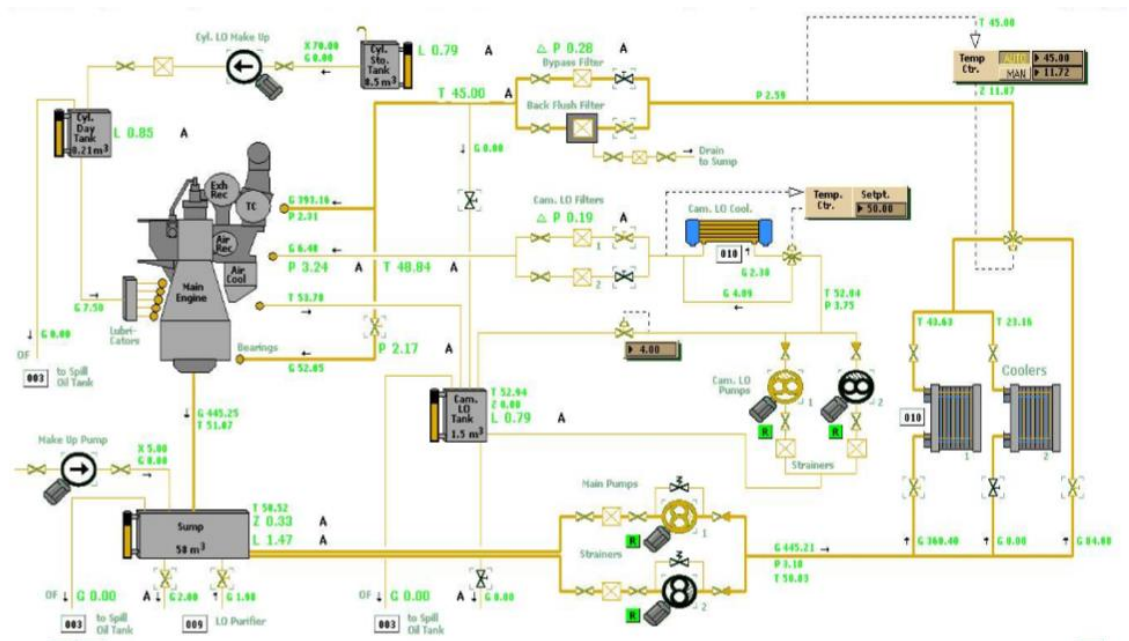 Cyl. LO Make Up
X 70.00
G 0.00
←
Cyl.
Sto.
Tank
0.5 m³
L 0.79 A
△ P 0.28 A
Bypass Filter
T 45.00 A
Back Flush Filter
P 2.59
T 45.00
Temp
Ctr.
AUTO
MAN
45.00
11.72
Z 11.87
Cyl.
Day
Tank
0.21m³
L 0.85 A
G 0.00
→
Drain
to Sump
Exh
Rec
TC
G 393.16
P 2.31
Cam. LO Filters
△ P 0.19 A
Cam. LO Cool.
Temp.
Ctr.
Setpt.
50.00
Air
Rec
G 6.40
P 3.24 A
T 48.84 A
1
2
010
G 2.30
G 4.09
Main
Engine
Air
Cool
T 53.78
T 52.04
P 3.75
G 7.50
Lubri-
Cators
G 0.00
OF
003
to Spill
Oil Tank
Bearings
G 52.05
P 2.17 A
4.00
T 43.63
T 23.16
Cam. LO
Pumps
1
2
R
R
Strainers
Coolers
010
1
2
Cam.
LO
Tank
1.5 m³
T 52.04
Z 0.00
L 0.79 A
G 445.25
T 51.07
Make Up Pump
X 5.00
G 0.00
→
Main Pumps
1
R
Strainers
R
2
Sump
50 m³
T 50.52
Z 0.33 A
L 1.47 A
G 445.21 →
P 3.10
G 360.40
G 0.00
G 84.80
OF
G 0.00
003
to Spill
Oil Tank
A
G 2.00
G 1.90
009
LO Purifier
OF
G 0.00
003
to Spill
Oil Tank
A
G 0.00